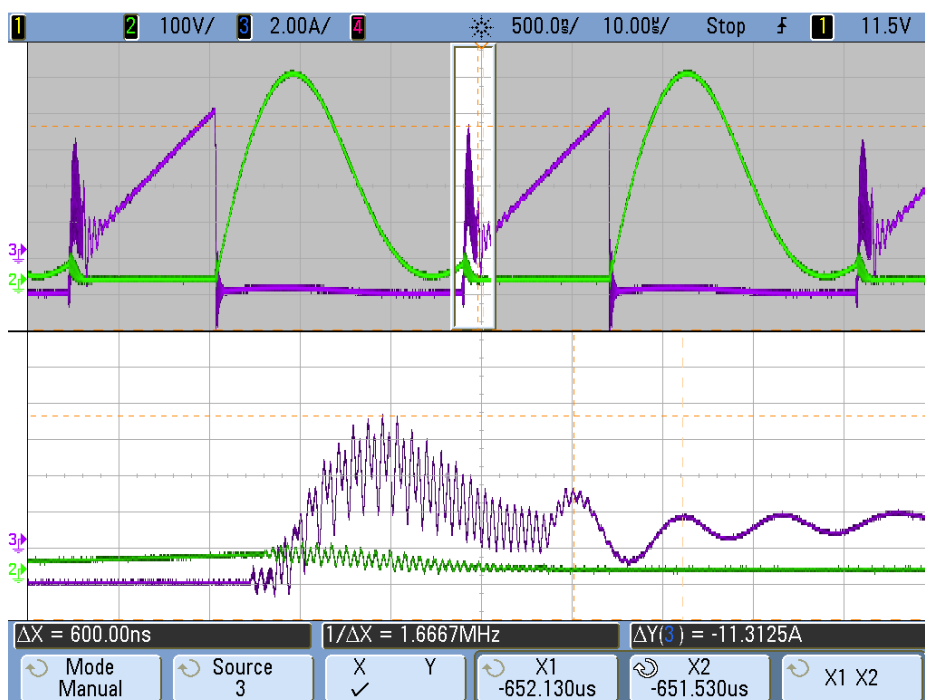 1 2 100V/ 3 2.00A/ 4 500.0㎱/ 10.00㎲/ Stop 1 11.5V
3
2
3
2
ΔX = 600.00ns 1/ΔX = 1.6667MHz ΔY(3) = -11.3125A
Mode Source X Y X1 X2 X1 X2
Manual 3 ✓ -652.130us -651.530us